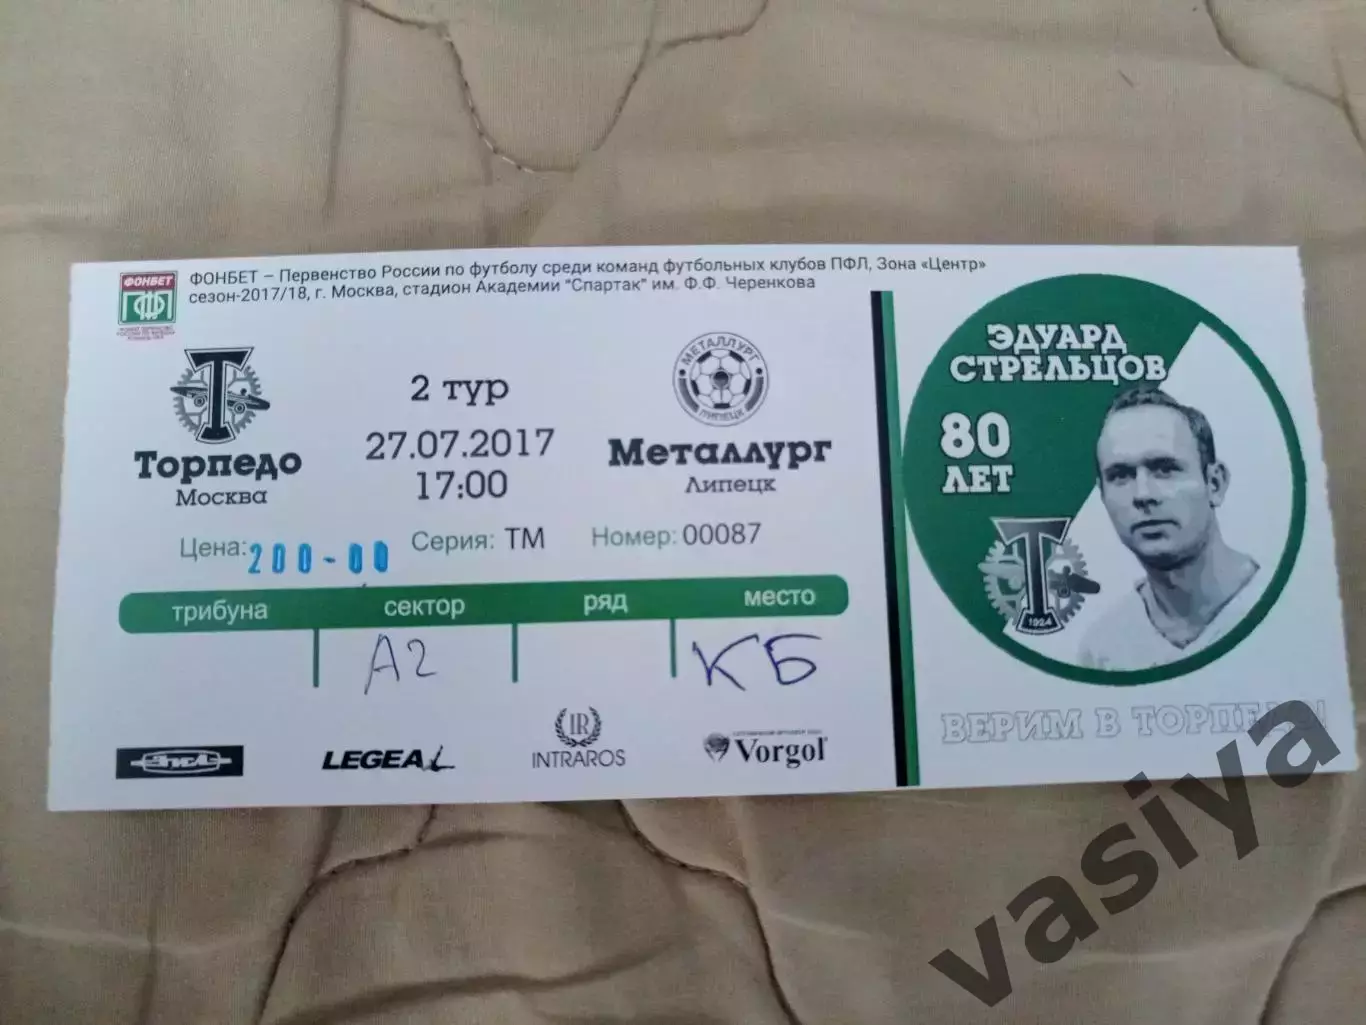 ФОНБЕТ – Первенство России по футболу среди команд футбольных клубов ПФЛ, Зона «Центр»
сезон-2017/18, г. Москва, стадион Академии "Спартак" им. Ф.Ф. Черенкова
ФОНБЕТ
Торпедо
Москва
2 тур
27.07.2017
17:00
МЕТАЛЛУРГ
ЛИПЕЦК
Металлург
Липецк
Цена: 200-00
Серия: ТМ
Номер: 00087
трибуна
сектор
ряд
место
А2
КБ
ЗИЛ
LEGEA
IR
INTRAROS
Vorgol
ЭДУАРД
СТРЕЛЬЦОВ
80
ЛЕТ
1924
ВЕРИМ В ТОРПЕДО!
vasiya